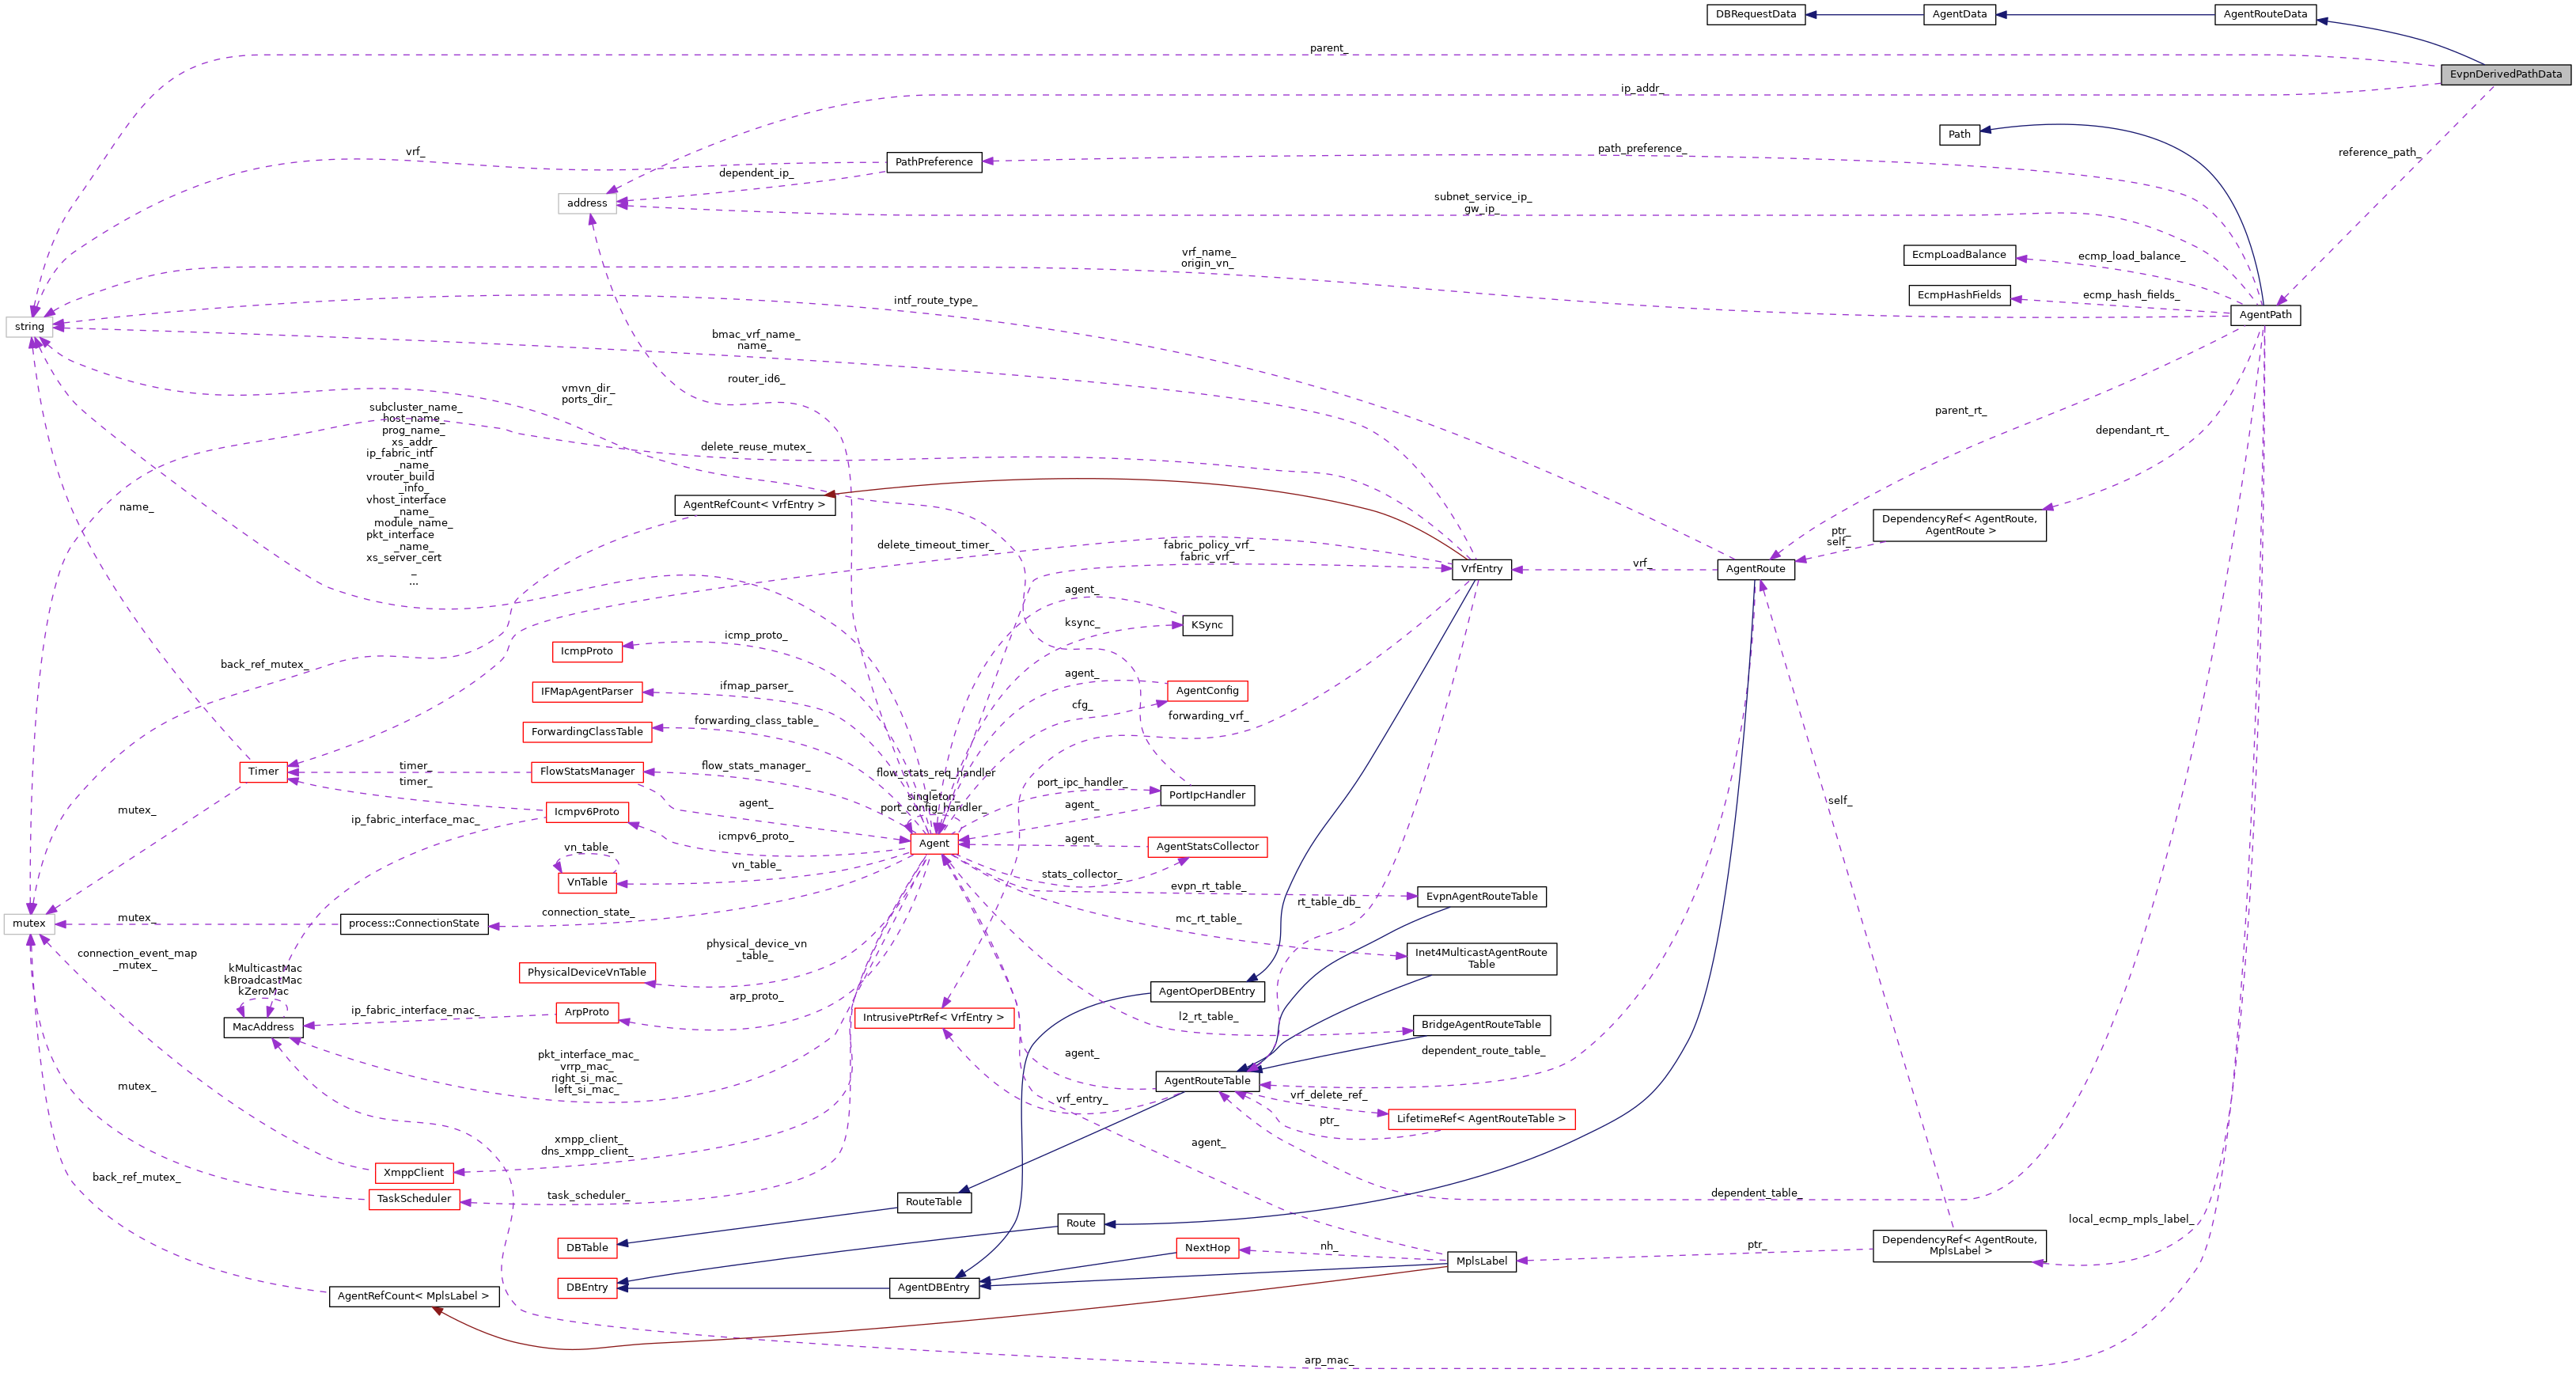 DBRequestData
AgentData
AgentRouteData
parent_
EvpnDerivedPathData
ip_addr_
Path
path_preference_
reference_path_
vrf_
PathPreference
dependent_ip_
address
subnet_service_ip_
gw_ip_
vrf_name_
origin_vn_
EcmpLoadBalance
ecmp_load_balance_
EcmpHashFields
ecmp_hash_fields_
AgentPath
string
intf_route_type_
bmac_vrf_name_
name_
router_id6_
vmvn_dir_
ports_dir_
subcluster_name_
host_name_
prog_name_
xs_addr_
ip_fabric_intf
_name_
vrouter_build
_info_
vhost_interface
_name_
module_name_
pkt_interface
_name_
xs_server_cert
_
...
parent_rt_
dependant_rt_
delete_reuse_mutex_
name_
AgentRefCount< VrfEntry >
DependencyRef< AgentRoute,
AgentRoute >
ptr_
self_
delete_timeout_timer_
fabric_policy_vrf_
fabric_vrf_
VrfEntry
vrf_
AgentRoute
agent_
KSync
ksync_
icmp_proto_
IcmpProto
back_ref_mutex_
ifmap_parser_
IFMapAgentParser
agent_
AgentConfig
cfg_
forwarding_vrf_
forwarding_class_table_
ForwardingClassTable
Timer
timer_
FlowStatsManager
flow_stats_manager_
flow_stats_req_handler
_
singleton_
port_config_handler_
port_ipc_handler_
PortIpcHandler
timer_
agent_
agent_
self_
mutex_
Icmpv6Proto
ip_fabric_interface_mac_
icmpv6_proto_
Agent
agent_
AgentStatsCollector
vn_table_
VnTable
vn_table_
stats_collector_
evpn_rt_table_
EvpnAgentRouteTable
rt_table_db_
connection_state_
mc_rt_table_
mutex
mutex_
process::ConnectionState
physical_device_vn
_table_
PhysicalDeviceVnTable
Inet4MulticastAgentRoute
Table
connection_event_map
_mutex_
kMulticastMac
kBroadcastMac
kZeroMac
AgentOperDBEntry
arp_proto_
ArpProto
ip_fabric_interface_mac_
MacAddress
IntrusivePtrRef< VrfEntry >
l2_rt_table_
BridgeAgentRouteTable
dependent_route_table_
pkt_interface_mac_
vrrp_mac_
right_si_mac_
left_si_mac_
agent_
AgentRouteTable
mutex_
vrf_entry_
vrf_delete_ref_
ptr_
LifetimeRef< AgentRouteTable >
xmpp_client_
dns_xmpp_client_
agent_
XmppClient
back_ref_mutex_
TaskScheduler
task_scheduler_
RouteTable
dependent_table_
Route
local_ecmp_mpls_label_
DBTable
NextHop
nh_
MplsLabel
ptr_
DependencyRef< AgentRoute,
MplsLabel >
DBEntry
AgentDBEntry
AgentRefCount< MplsLabel >
arp_mac_